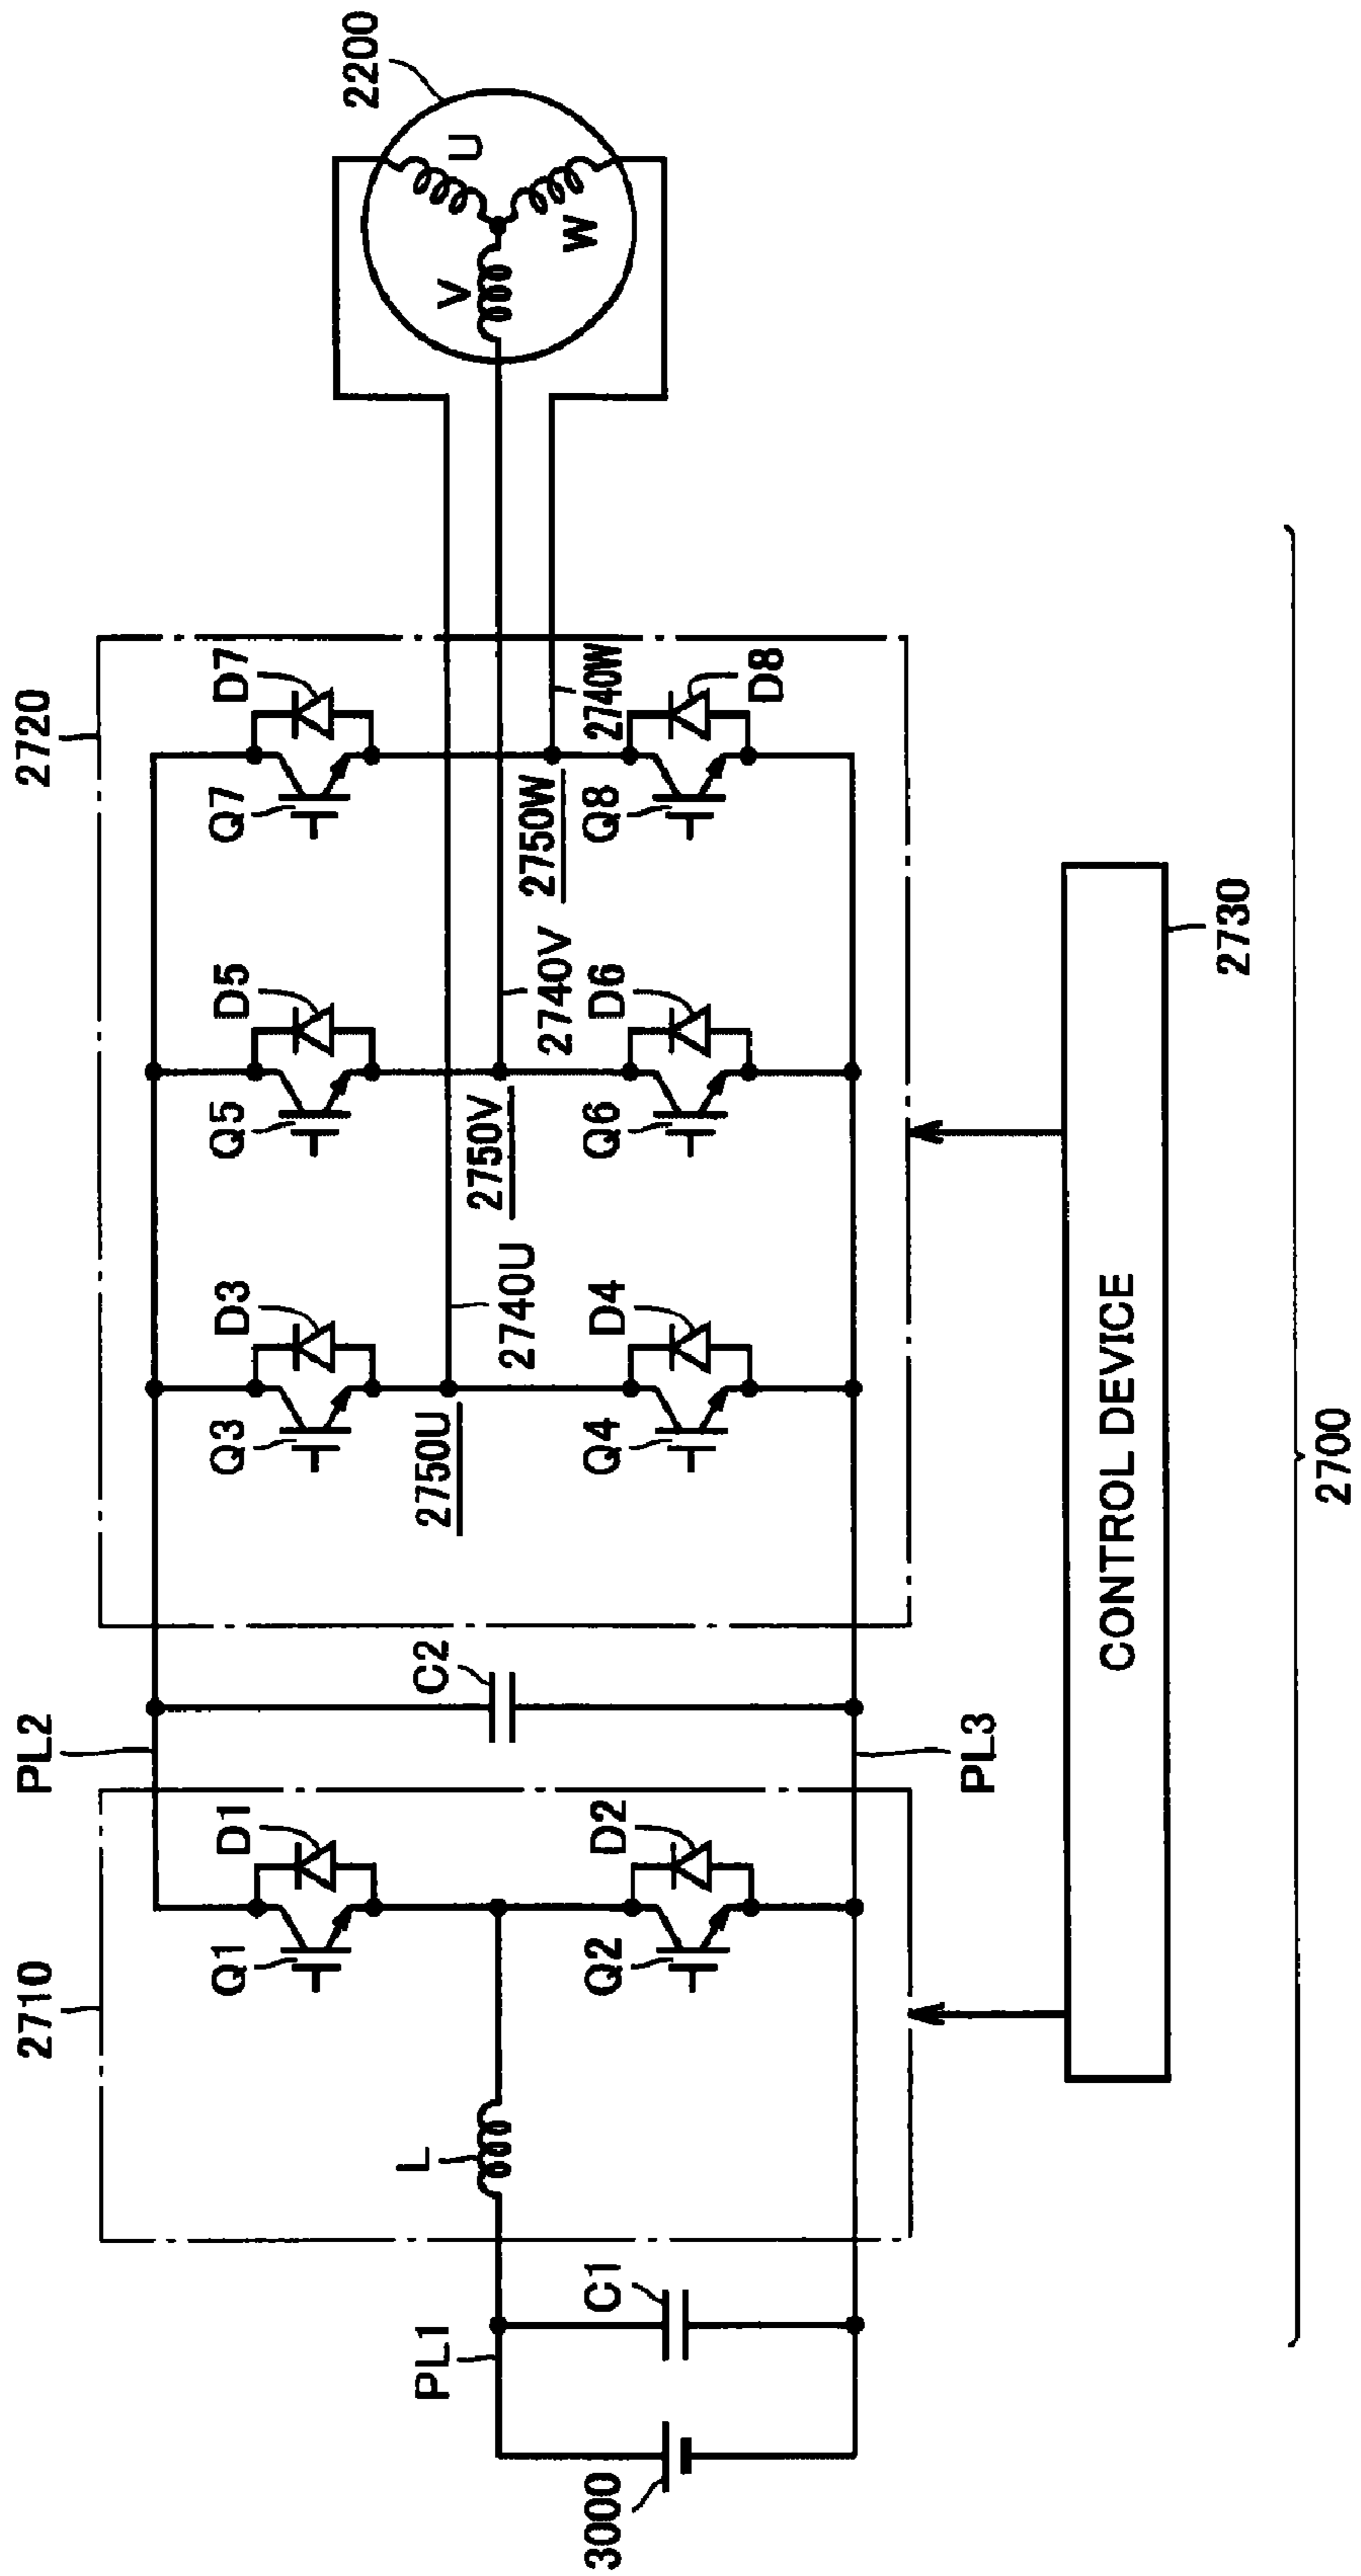 2710
PL2
2720
D1
Q1
D3
Q3
D5
Q5
D7
Q7
2200
U
V
W
L
PL1
C2
2750U
2740U
2750V
2740V
2750W
2740W
3000
C1
D2
Q2
D4
Q4
D6
Q6
D8
Q8
PL3
CONTROL DEVICE
2730
2700